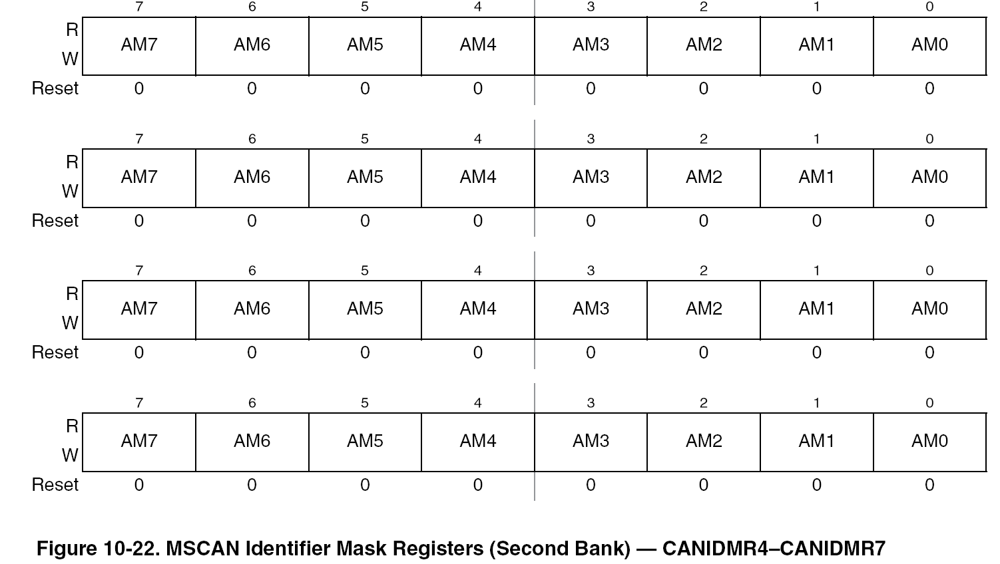 7 6 5 4 3 2 1 0
R
AM7 AM6 AM5 AM4 AM3 AM2 AM1 AM0
W
Reset 0 0 0 0 0 0 0 0
7 6 5 4 3 2 1 0
R
AM7 AM6 AM5 AM4 AM3 AM2 AM1 AM0
W
Reset 0 0 0 0 0 0 0 0
7 6 5 4 3 2 1 0
R
AM7 AM6 AM5 AM4 AM3 AM2 AM1 AM0
W
Reset 0 0 0 0 0 0 0 0
7 6 5 4 3 2 1 0
R
AM7 AM6 AM5 AM4 AM3 AM2 AM1 AM0
W
Reset 0 0 0 0 0 0 0 0
Figure 10-22. MSCAN Identifier Mask Registers (Second Bank) — CANIDMR4–CANIDMR7